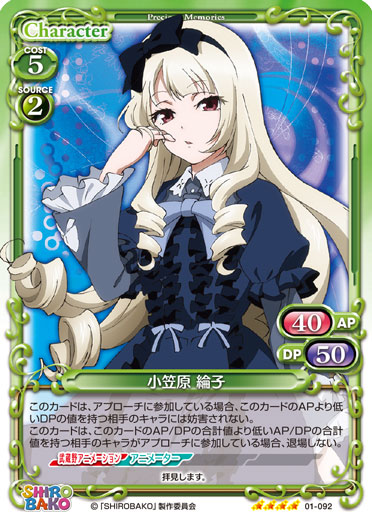 Precious Memories
Character
COST
5
SOURCE
2
40 AP
DP 50
小笠原 綸子
このカードは、アプローチに参加している場合、このカードのAPより低
いDPの値を持つ相手のキャラに妨害されない。
このカードは、このカードのAP/DPの合計値より低いAP/DPの合計
値を持つ相手のキャラがアプローチに参加している場合、退場しない。
武蔵野アニメーション アニメーター
拝見します。
SHIRO
BAKO
© 「SHIROBAKO」 製作委員会
01-092